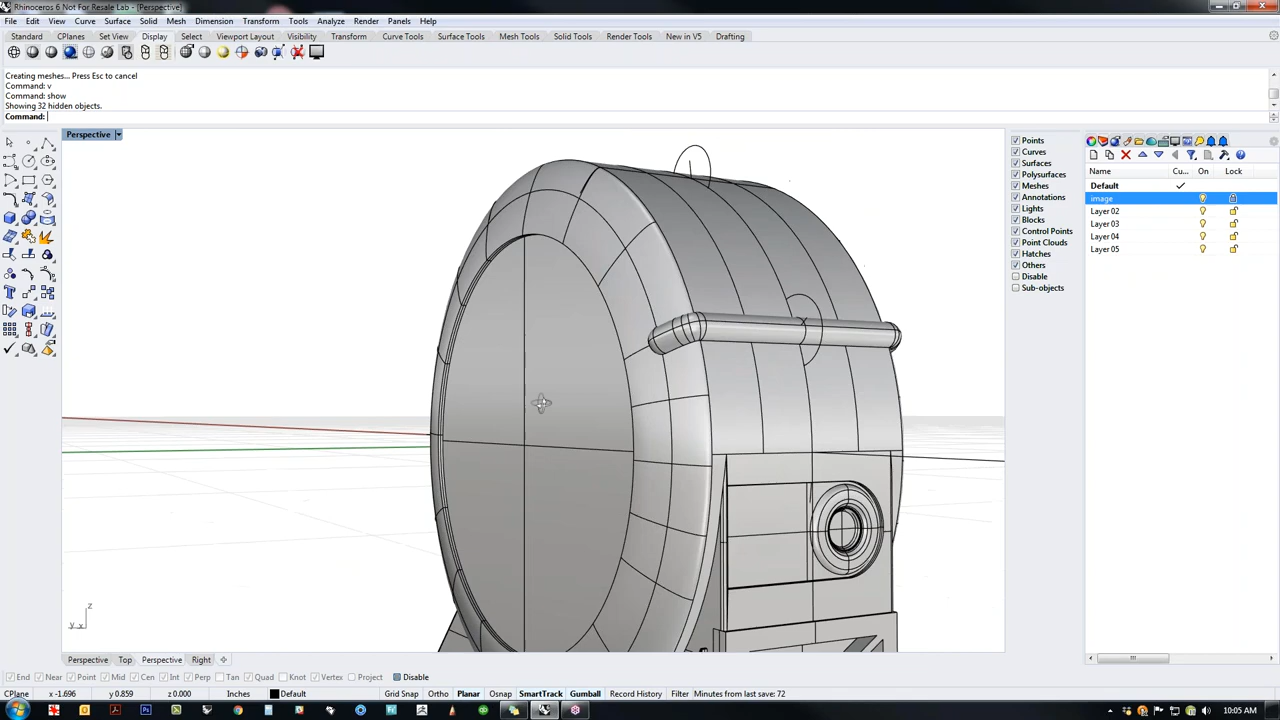 Rhinoceros 6 Not For Resale Lab - [Perspective]
File Edit View Curve Surface Solid Mesh Dimension Transform Tools Analyze Render Panels Help
Standard CPlanes Set View Display Select Viewport Layout Visibility Transform Curve Tools Surface Tools Mesh Tools Solid Tools Render Tools New in V5 Drafting
Creating meshes... Press Esc to cancel
Command: v
Command: show
Showing 32 hidden objects.
Command:
Perspective
Points
Curves
Surfaces
Polysurfaces
Meshes
Annotations
Lights
Blocks
Control Points
Point Clouds
Hatches
Others
Disable
Sub-objects
Name Cu... On Lock
Default
image
Layer 02
Layer 03
Layer 04
Layer 05
z
y x
Perspective Top Perspective Right
End Near Point Mid Cen Int Perp Tan Quad Knot Vertex Project Disable
CPlane x -1.696 y 0.859 z 0.000 Inches Default Grid Snap Ortho Planar Osnap SmartTrack Gumball Record History Filter Minutes from last save: 72
10:05 AM